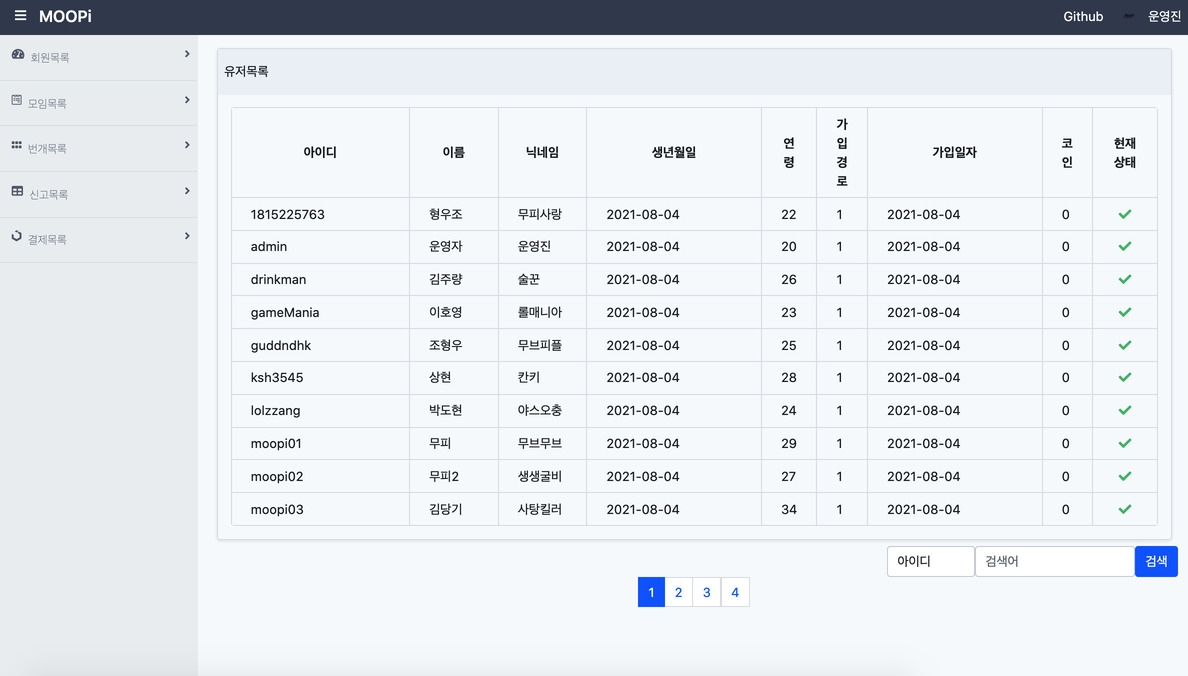 MOOPi
Github 운영진
회원목록
모임목록
번개목록
신고목록
결제목록
유저목록
아이디 이름 닉네임 생년월일 연령 가입경로 가입일자 코인 현재상태
1815225763 형우조 무피사랑 2021-08-04 22 1 2021-08-04 0
admin 운영자 운영진 2021-08-04 20 1 2021-08-04 0
drinkman 김주량 술꾼 2021-08-04 26 1 2021-08-04 0
gameMania 이호영 롤매니아 2021-08-04 23 1 2021-08-04 0
guddndhk 조형우 무브피플 2021-08-04 25 1 2021-08-04 0
ksh3545 상현 칸키 2021-08-04 28 1 2021-08-04 0
lolzzang 박도현 야스오충 2021-08-04 24 1 2021-08-04 0
moopi01 무피 무브무브 2021-08-04 29 1 2021-08-04 0
moopi02 무피2 생생굴비 2021-08-04 27 1 2021-08-04 0
moopi03 김당기 사탕킬러 2021-08-04 34 1 2021-08-04 0
아이디 검색어 검색
1 2 3 4